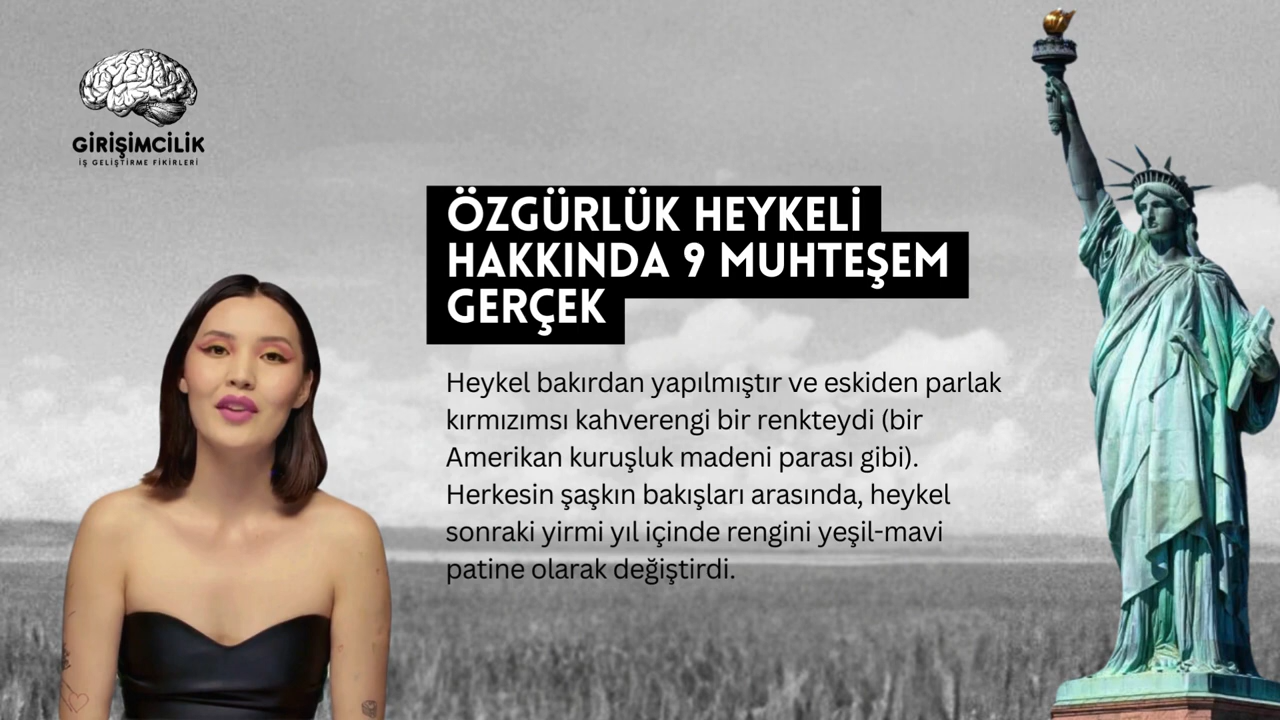 GİRİŞİMCİLİK
İŞ GELİŞTİRME FİKİRLERİ
ÖZGÜRLÜK HEYKELİ
HAKKINDA 9 MUHTEŞEM
GERÇEK
Heykel bakırdan yapılmıştır ve eskiden parlak
kırmızımsı kahverengi bir renkteydi (bir
Amerikan kuruşluk madeni parası gibi).
Herkesin şaşkın bakışları arasında, heykel
sonraki yirmi yıl içinde rengini yeşil-mavi
patine olarak değiştirdi.